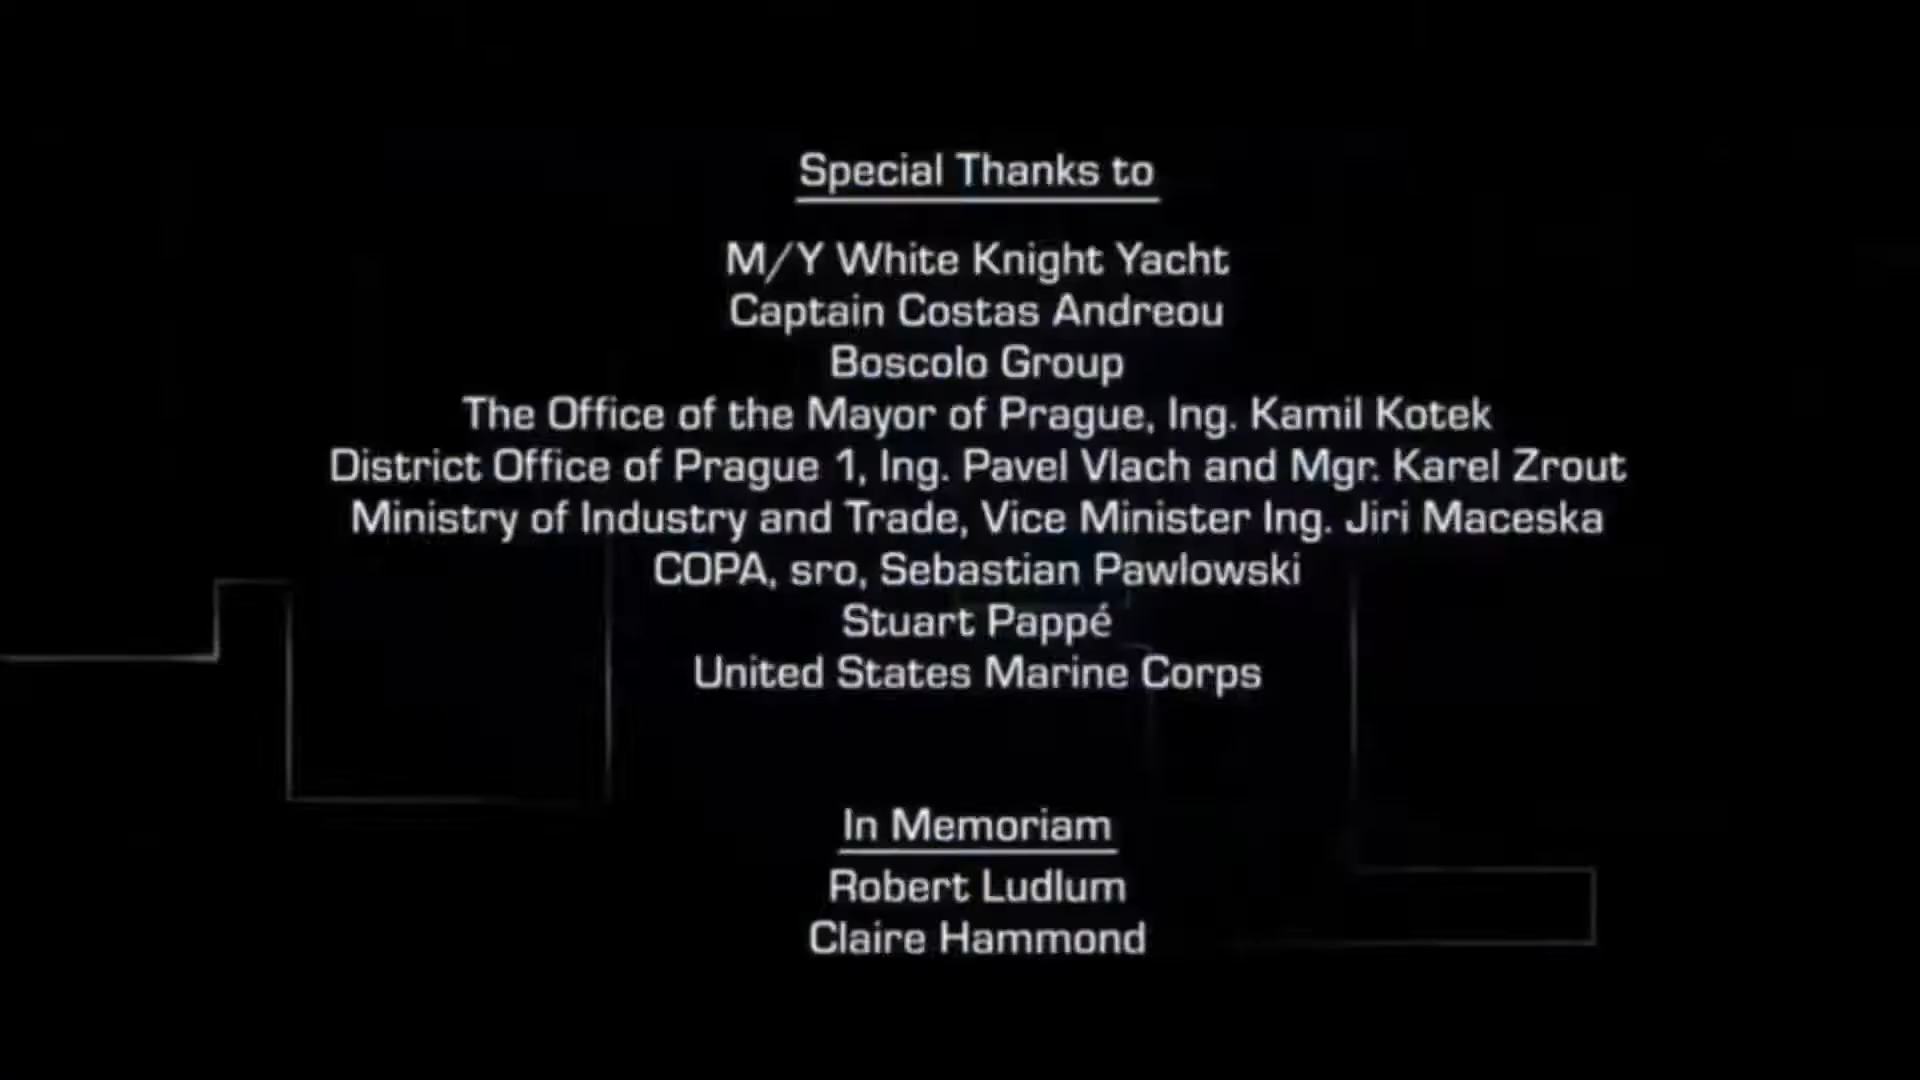 Special Thanks to
M/Y White Knight Yacht
Captain Costas Andreou
Boscolo Group
The Office of the Mayor of Prague, Ing. Kamil Kotek
District Office of Prague 1, Ing. Pavel Vlach and Mgr. Karel Zrout
Ministry of Industry and Trade, Vice Minister Ing. Jiri Maceska
COPA, sro, Sebastian Pawlowski
Stuart Pappé
United States Marine Corps
In Memoriam
Robert Ludlum
Claire Hammond